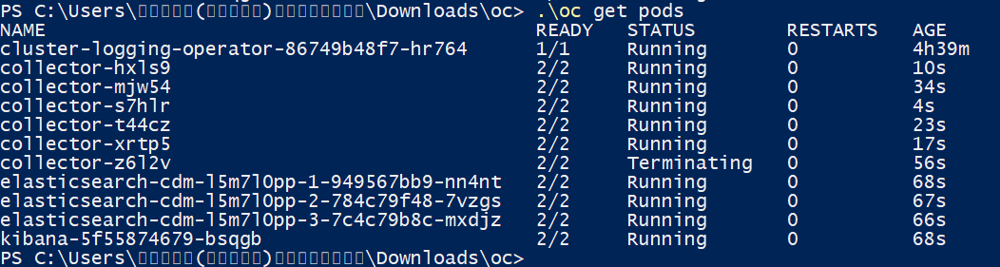 PS C:\Users\▯▯▯▯▯▯(▯▯▯▯▯▯)▯▯▯▯▯▯▯▯▯\Downloads\oc> .\oc get pods
NAME READY STATUS RESTARTS AGE
cluster-logging-operator-86749b48f7-hr764 1/1 Running 0 4h39m
collector-hxls9 2/2 Running 0 10s
collector-mjw54 2/2 Running 0 34s
collector-s7hlr 2/2 Running 0 4s
collector-t44cz 2/2 Running 0 23s
collector-xrtp5 2/2 Running 0 17s
collector-z6l2v 2/2 Terminating 0 56s
elasticsearch-cdm-l5m7l0pp-1-949567bb9-nn4nt 2/2 Running 0 68s
elasticsearch-cdm-l5m7l0pp-2-784c79f48-7vzgs 2/2 Running 0 67s
elasticsearch-cdm-l5m7l0pp-3-7c4c79b8c-mxdjz 2/2 Running 0 66s
kibana-5f55874679-bsqgb 2/2 Running 0 68s
PS C:\Users\▯▯▯▯▯▯(▯▯▯▯▯▯)▯▯▯▯▯▯▯▯▯\Downloads\oc>